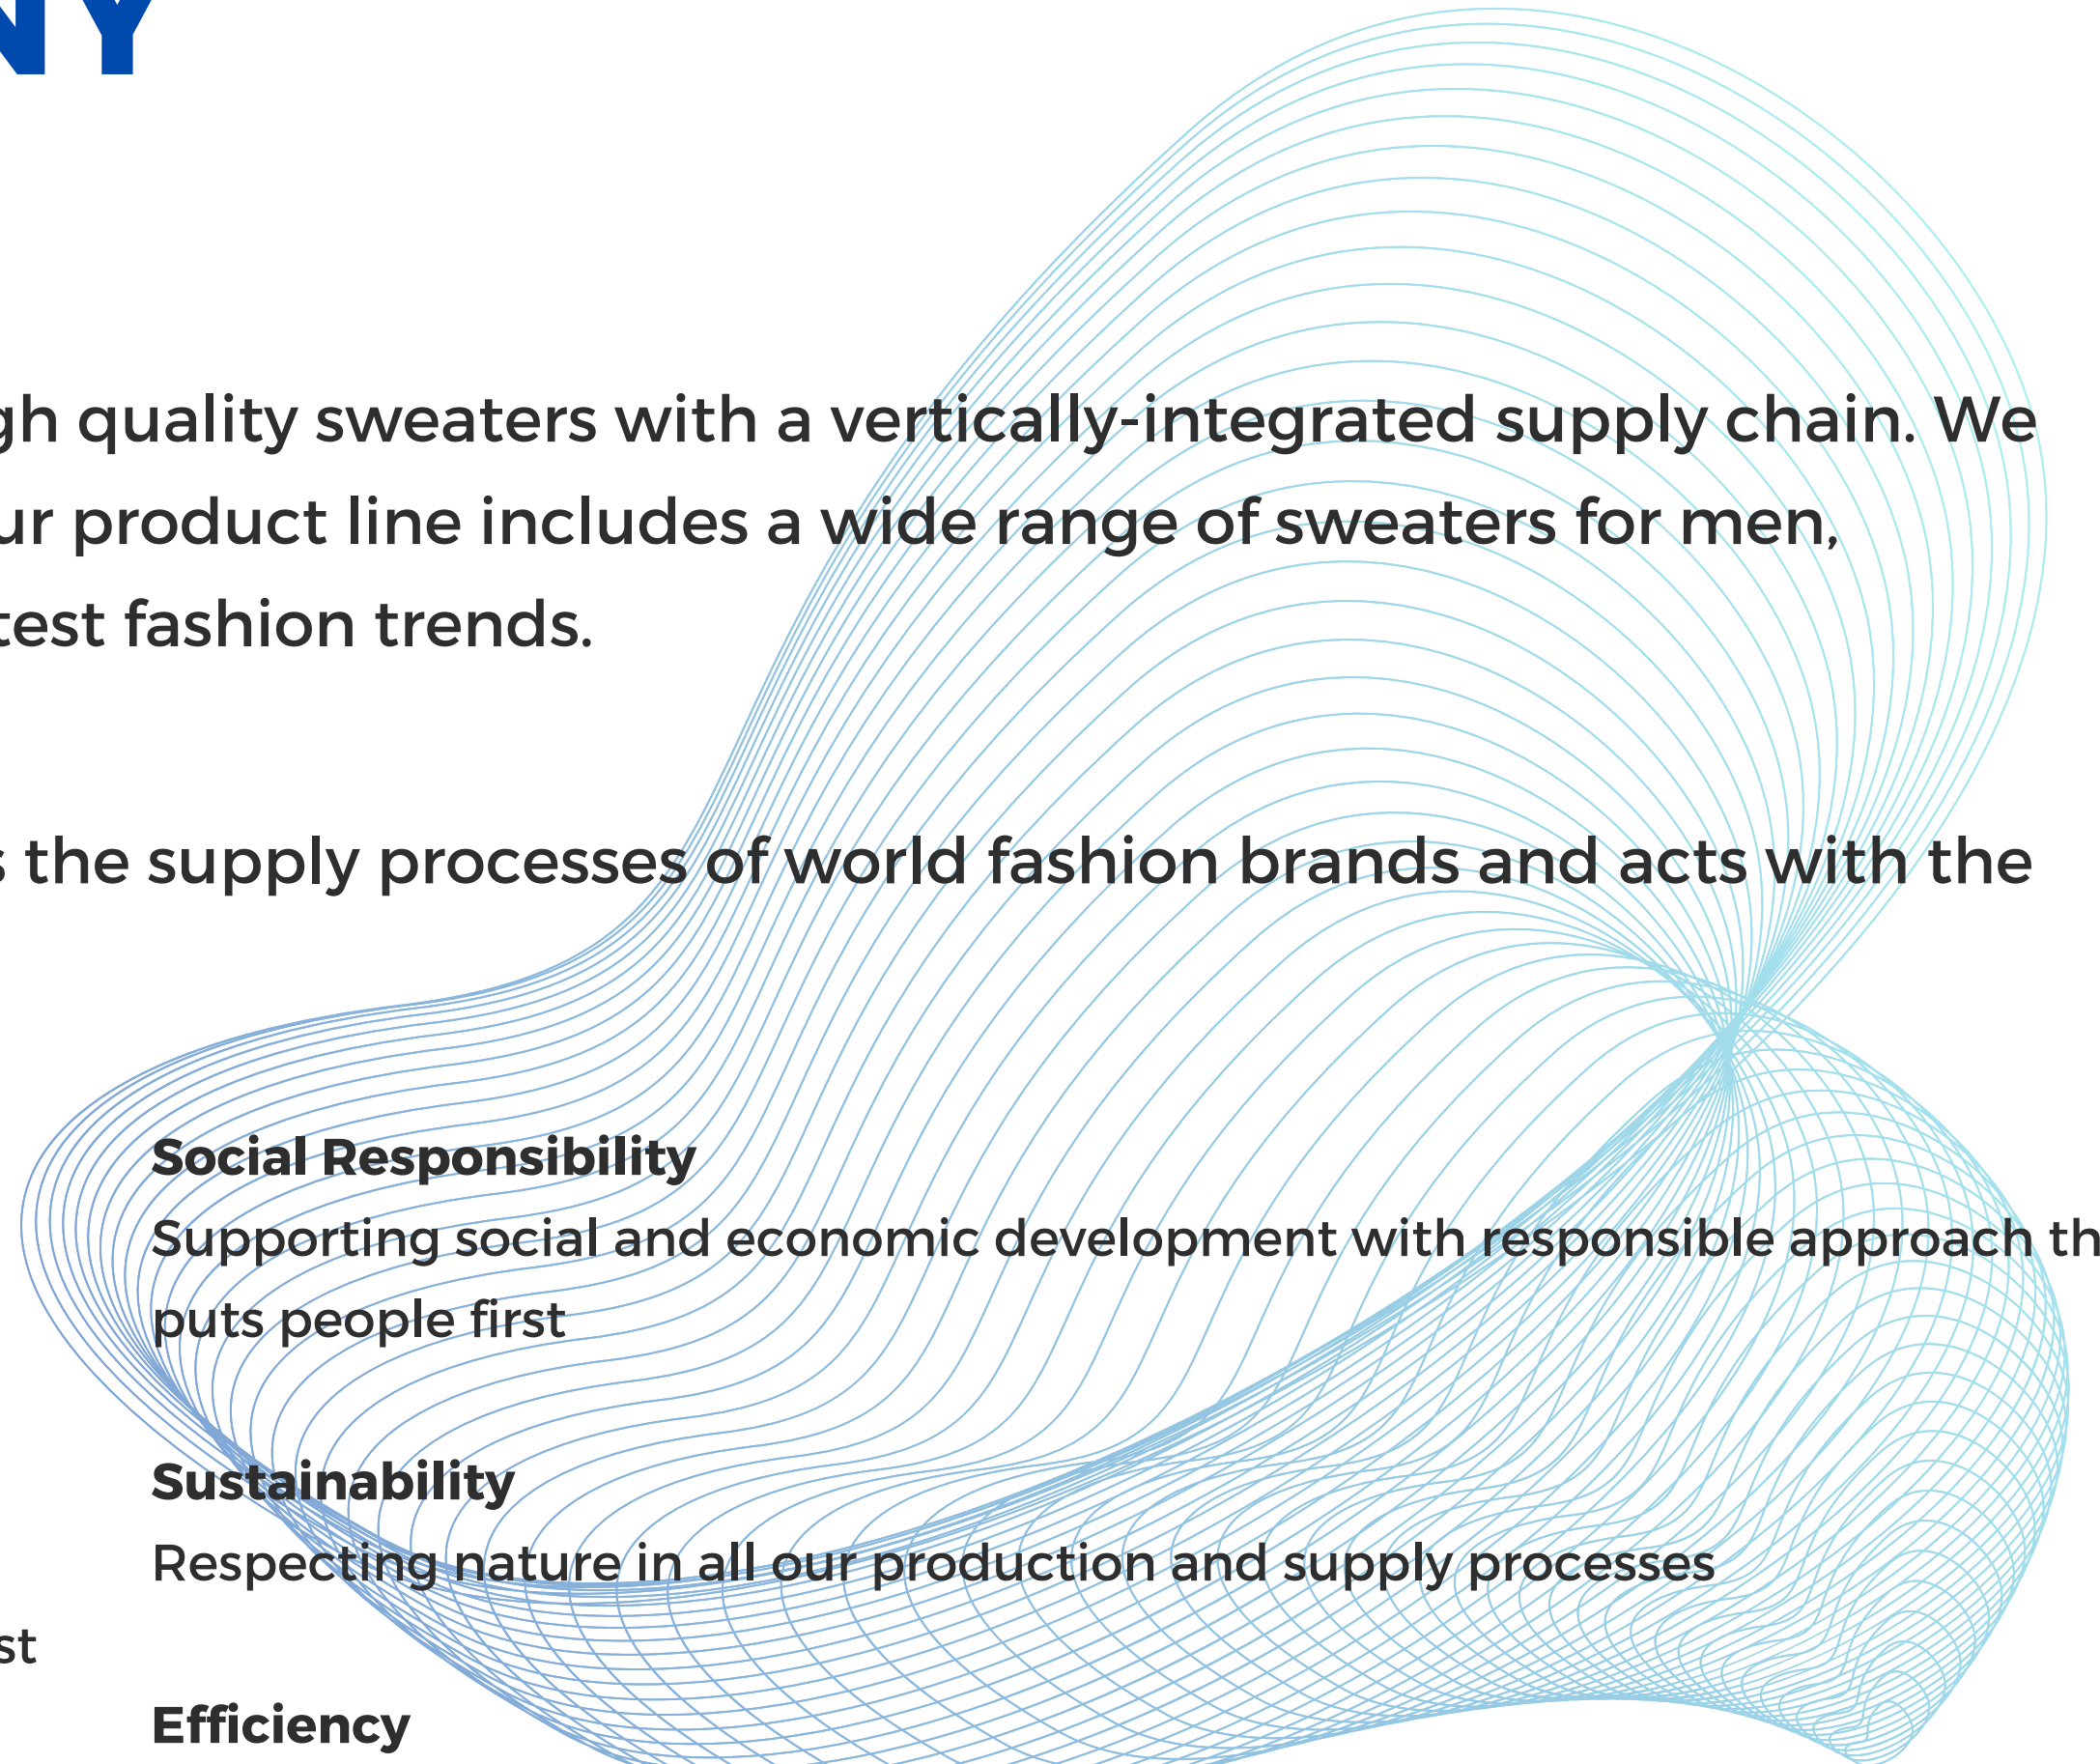 NY
gh quality sweaters with a vertically-integrated supply chain. We
ur product line includes a wide range of sweaters for men,
test fashion trends.
s the supply processes of world fashion brands and acts with the
Social Responsibility
Supporting social and economic development with responsible approach th
puts people first
Sustainability
Respecting nature in all our production and supply processes
st
Efficiency